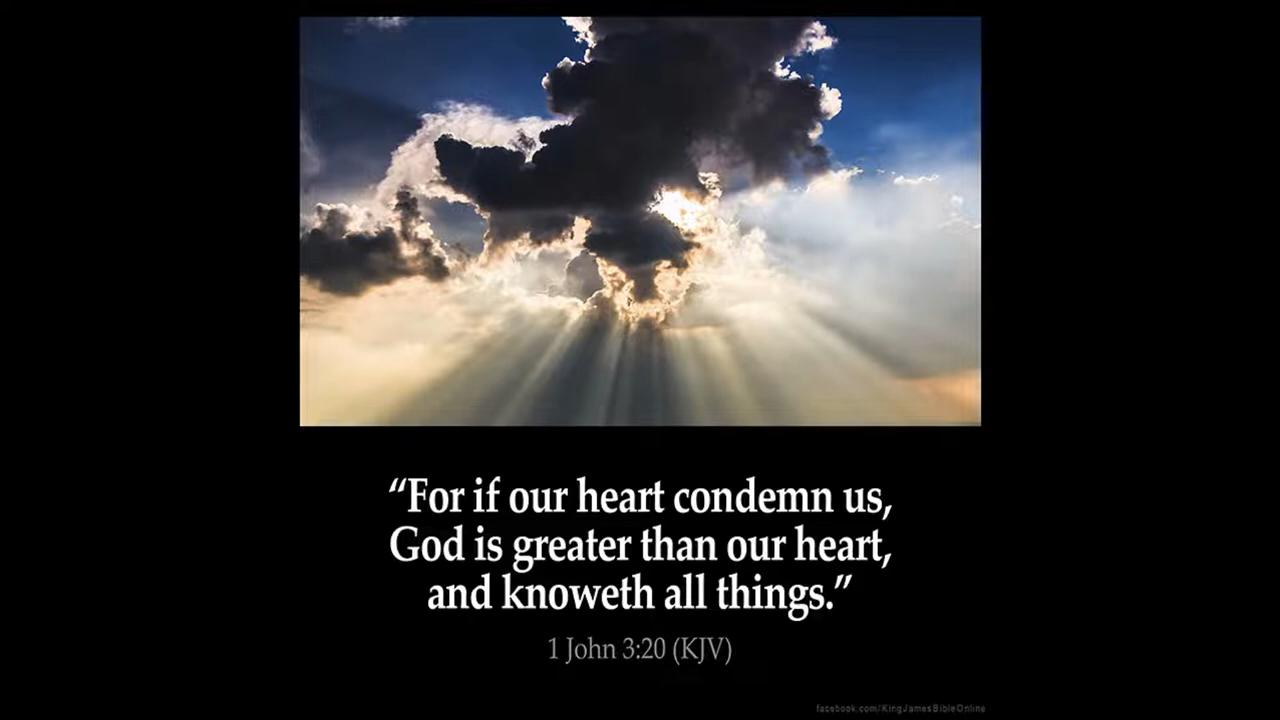 “For if our heart condemn us,
God is greater than our heart,
and knoweth all things.”
1 John 3:20 (KJV)
facebook.com/KingJamesBibleOnline